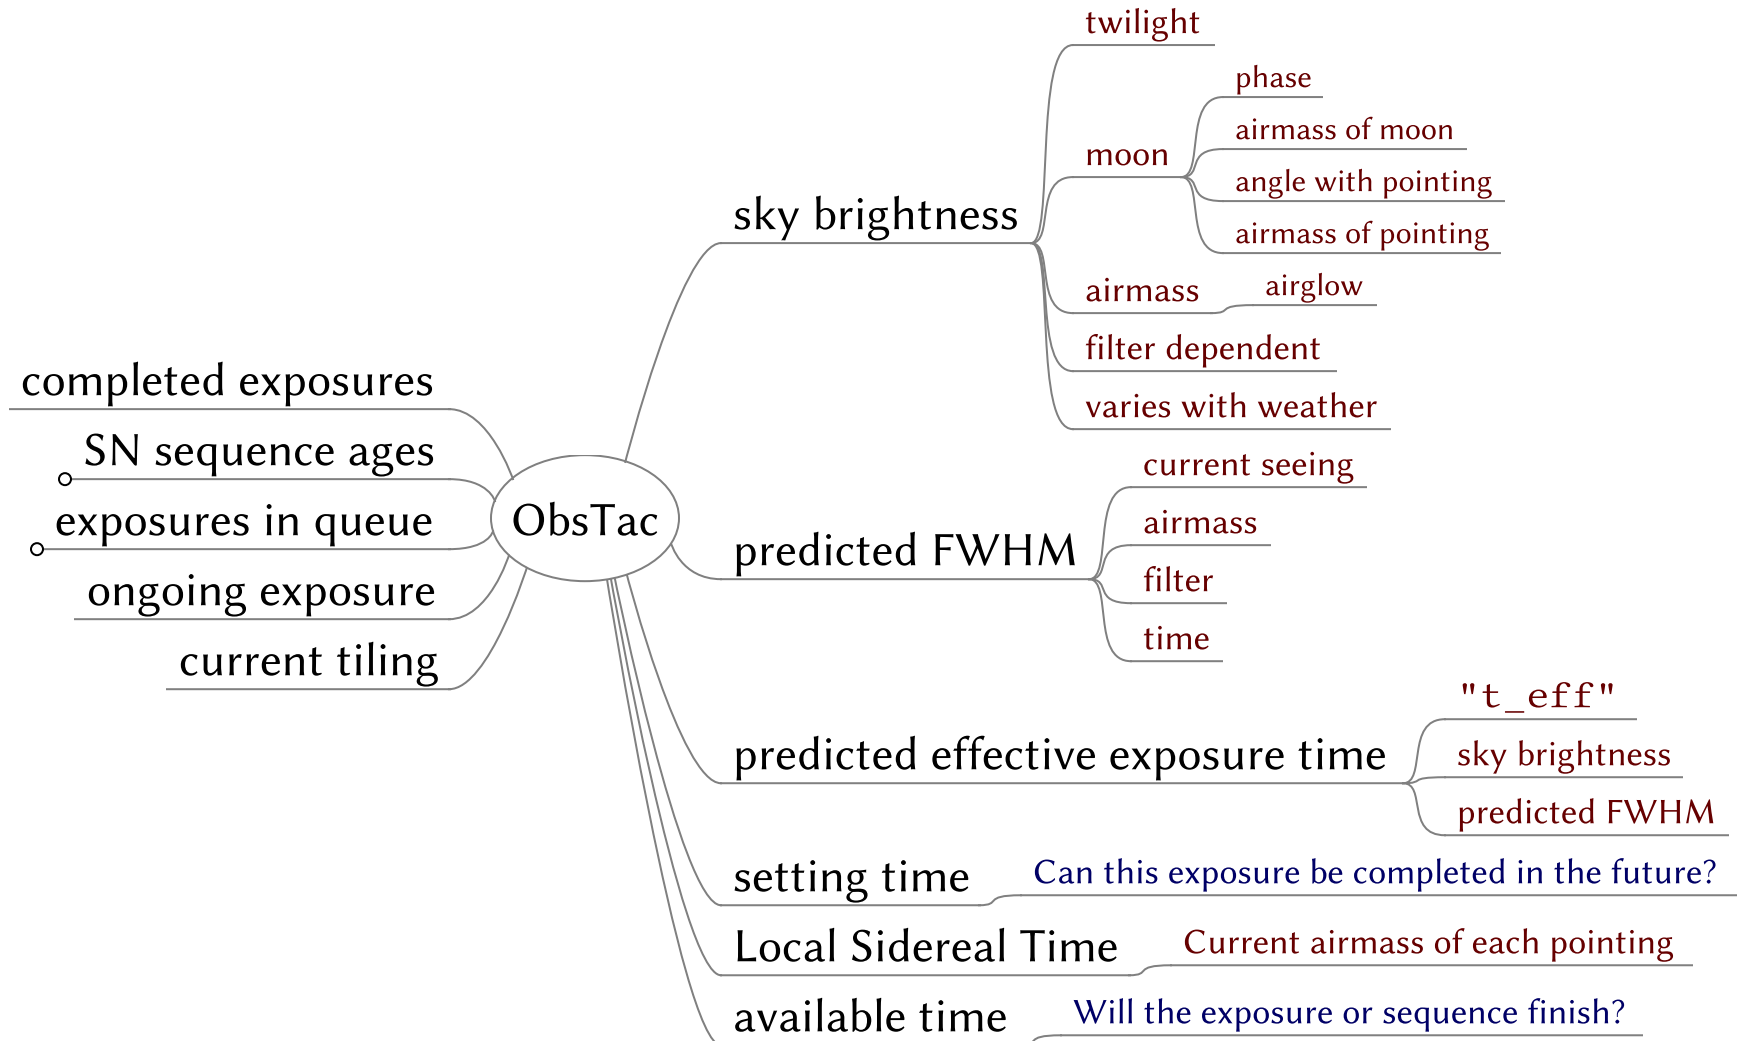 completed exposures
SN sequence ages
exposures in queue
ongoing exposure
current tiling
ObsTac
sky brightness
twilight
moon
phase
airmass of moon
angle with pointing
airmass of pointing
airmass
airglow
filter dependent
varies with weather
predicted FWHM
current seeing
airmass
filter
time
predicted effective exposure time
"t_eff"
sky brightness
predicted FWHM
setting time
Can this exposure be completed in the future?
Local Sidereal Time
Current airmass of each pointing
available time
Will the exposure or sequence finish?